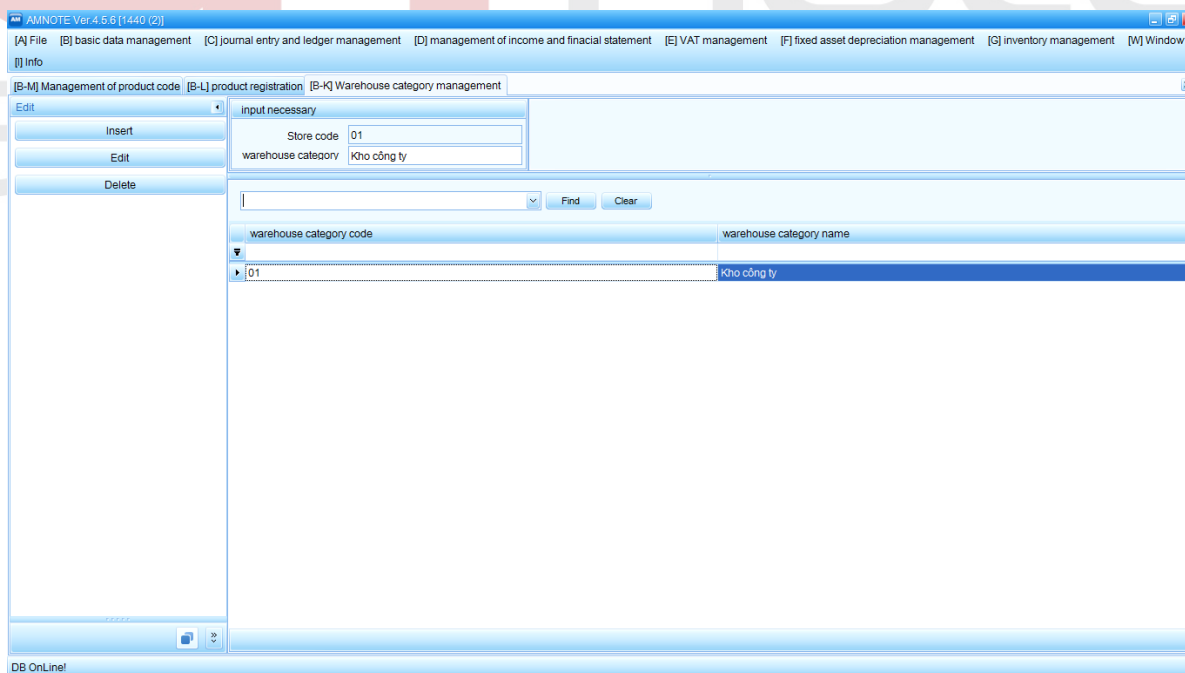 AMNOTE Ver.4.5.6 [1440 (2)]
[A] File [B] basic data management [C] journal entry and ledger management [D] management of income and finacial statement [E] VAT management [F] fixed asset depreciation management [G] inventory management [W] Window
[I] Info
[B-M] Management of product code [B-L] product registration [B-K] Warehouse category management
Edit
Insert
Edit
Delete
input necessary
Store code 01
warehouse category Kho công ty
Find Clear
warehouse category code warehouse category name
01 Kho công ty
DB OnLine!